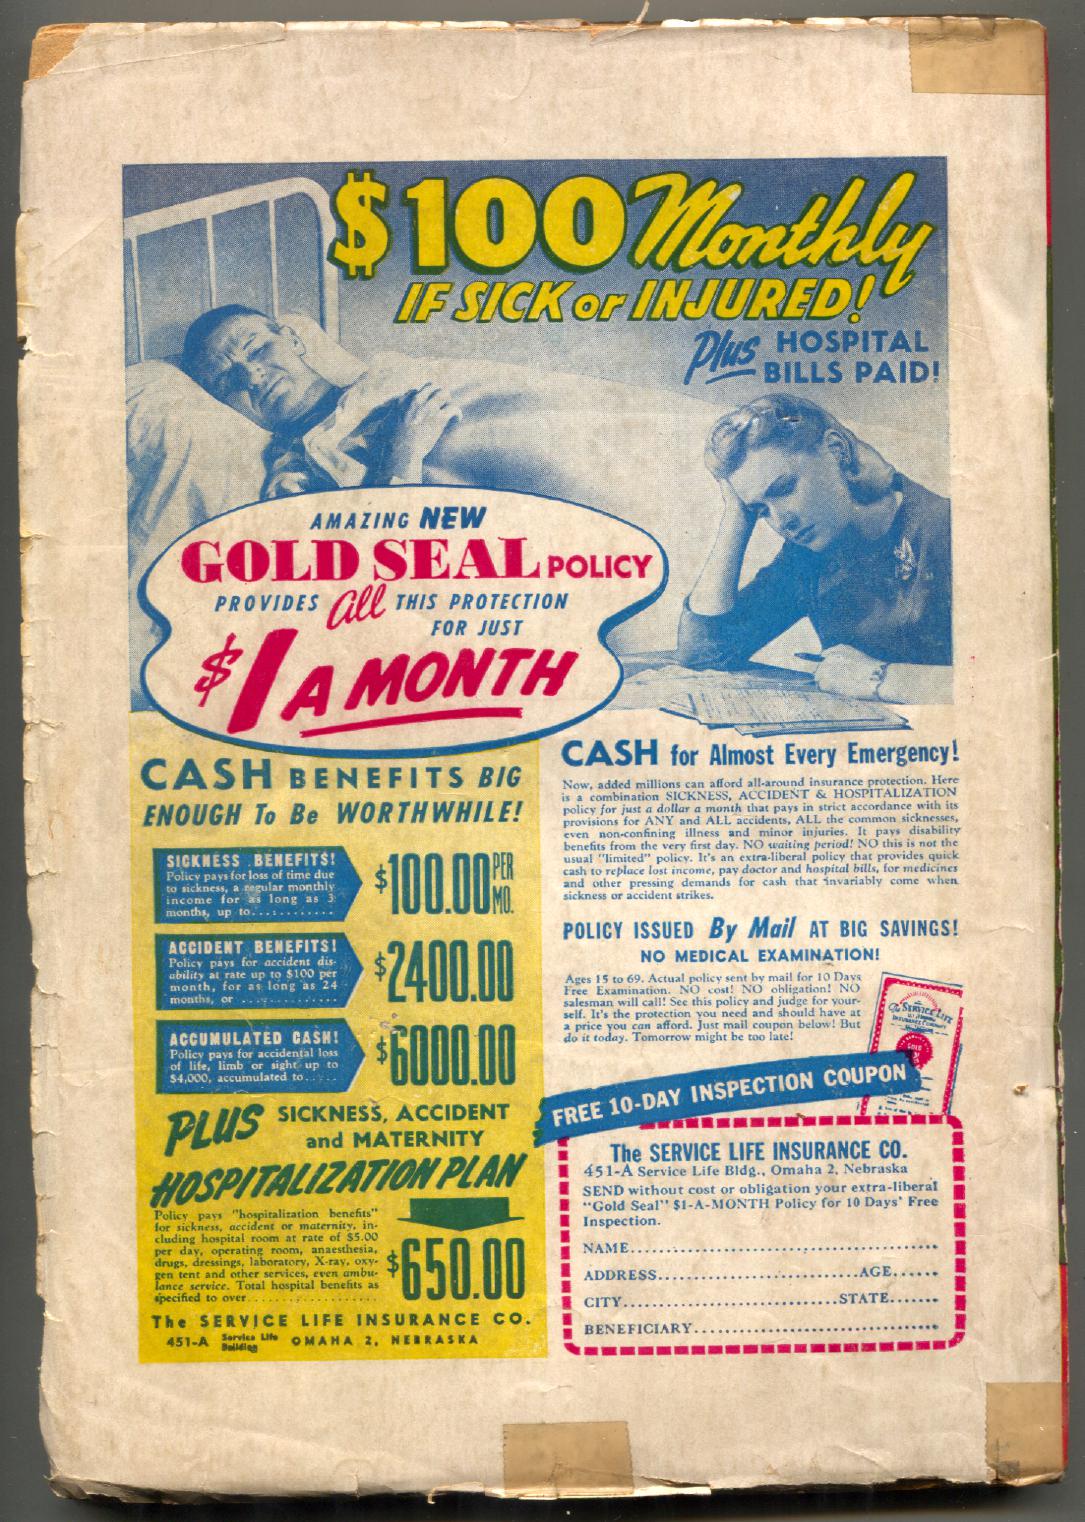 $100 Monthly
IF SICK or INJURED!
Plus HOSPITAL
BILLS PAID!
AMAZING NEW
GOLD SEAL POLICY
PROVIDES All THIS PROTECTION
FOR JUST
$1 A MONTH
CASH BENEFITS BIG
ENOUGH To Be WORTHWHILE!
SICKNESS BENEFITS!
Policy pays for loss of time due
to sickness, a regular monthly
income for as long as 3
months, up to............
$100.00 PER MO.
ACCIDENT BENEFITS!
Policy pays for accident dis-
ability at rate up to $100 per
month, for as long as 24
months, or ..............
$2400.00
ACCUMULATED CASH!
Policy pays for accidental loss
of life, limb or sight up to
$4,000, accumulated to......
$6000.00
PLUS SICKNESS, ACCIDENT
and MATERNITY
HOSPITALIZATION PLAN
Policy pays "hospitalization benefits"
for sickness, accident or maternity, in-
cluding hospital room at rate of $5.00
per day, operating room, anaesthesia,
drugs, dressings, laboratory, X-ray, oxy-
gen tent and other services, even ambu-
lance service. Total hospital benefits as
specified to over....................
$650.00
The SERVICE LIFE INSURANCE CO.
451-A Service Life Building OMAHA 2, NEBRASKA
CASH for Almost Every Emergency!
Now, added millions can afford all-around insurance protection. Here
is a combination SICKNESS, ACCIDENT & HOSPITALIZATION
policy for just a dollar a month that pays in strict accordance with its
provisions for ANY and ALL accidents, ALL the common sicknesses,
even non-confining illness and minor injuries. It pays disability
benefits from the very first day. NO waiting period! NO this is not the
usual "limited" policy. It's an extra-liberal policy that provides quick
cash to replace lost income, pay doctor and hospital bills, for medicines
and other pressing demands for cash that invariably come when
sickness or accident strikes.
POLICY ISSUED By Mail AT BIG SAVINGS!
NO MEDICAL EXAMINATION!
Ages 15 to 69. Actual policy sent by mail for 10 Days
Free Examination. NO cost! NO obligation! NO
salesman will call! See this policy and judge for your-
self. It's the protection you need and should have at
a price you can afford. Just mail coupon below! But
do it today. Tomorrow might be too late!
The SERVICE LIFE
INSURANCE COMPANY
GOLD
FREE 10-DAY INSPECTION COUPON
The SERVICE LIFE INSURANCE CO.
451-A Service Life Bldg., Omaha 2, Nebraska
SEND without cost or obligation your extra-liberal
"Gold Seal" $1-A-MONTH Policy for 10 Days' Free
Inspection.
NAME..........................................
ADDRESS...........................AGE......
CITY.............................STATE.......
BENEFICIARY..................................